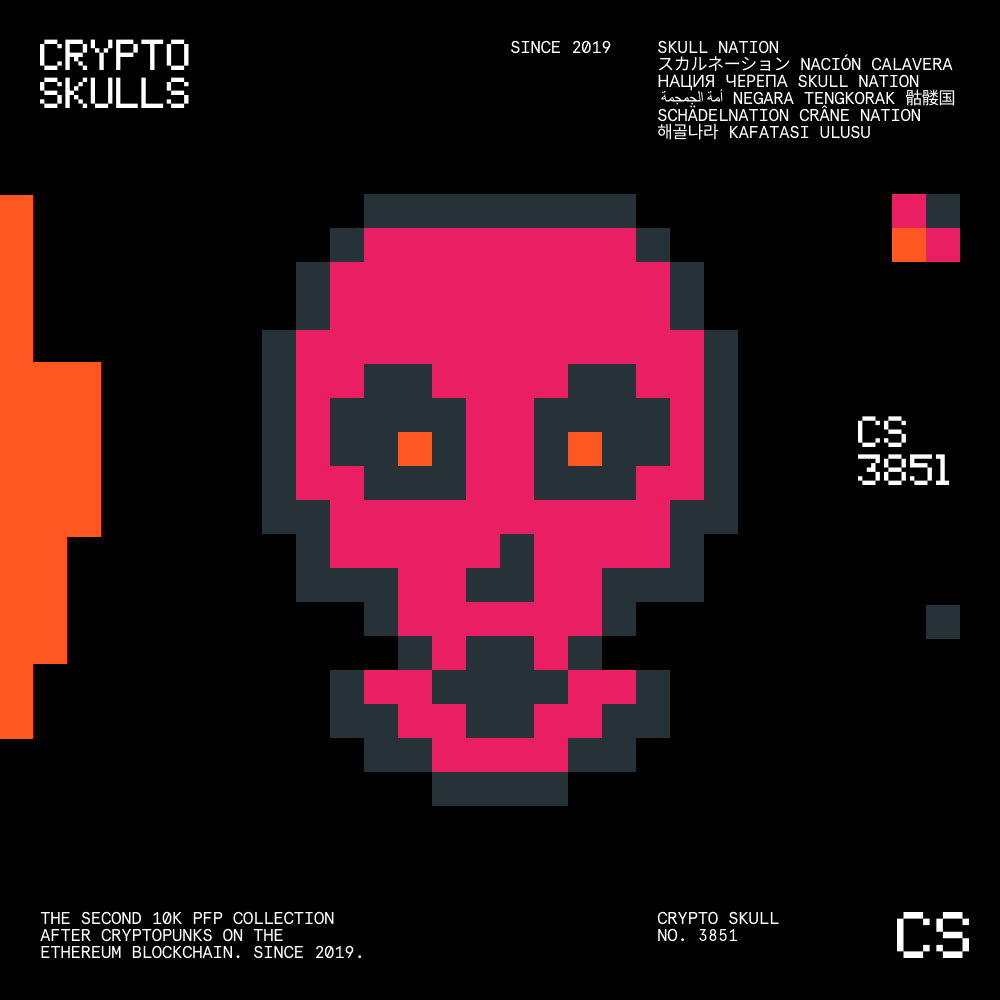 CRYPTO
SKULLS
SINCE 2019
SKULL NATION
スカルネーション NACIÓN CALAVERA
НАЦИЯ ЧЕРЕПА SKULL NATION
أمة الجمجمة NEGARA TENGKORAK 骷髅国
SCHÄDELNATION CRÂNE NATION
해골나라 KAFATASI ULUSU
CS
3851
THE SECOND 10K PFP COLLECTION
AFTER CRYPTOPUNKS ON THE
ETHEREUM BLOCKCHAIN. SINCE 2019.
CRYPTO SKULL
NO. 3851
CS